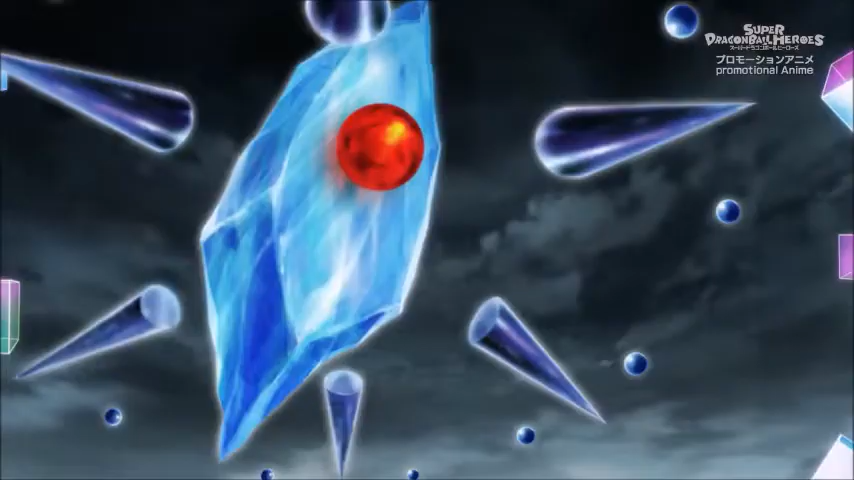 SUPER
DRAGONBALL HEROES
スーパードラゴンボールヒーローズ
プロモーションアニメ
promotional Anime